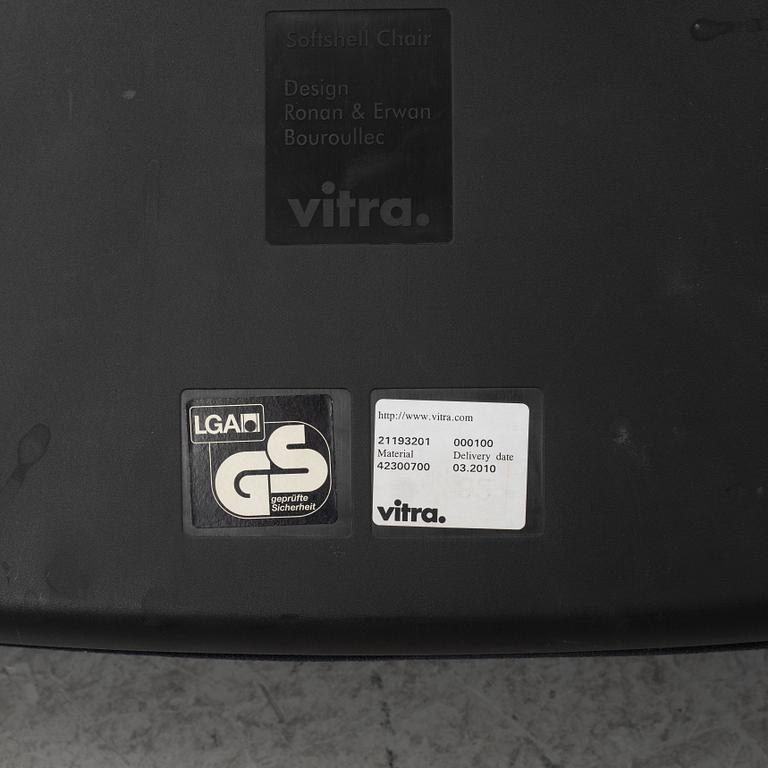 Softshell Chair
Design
Ronan & Erwan
Bouroullec
vitra.
LGA
GS
geprüfte
Sicherheit
http://www.vitra.com
21193201 000100
Material Delivery date
42300700 03.2010
vitra.